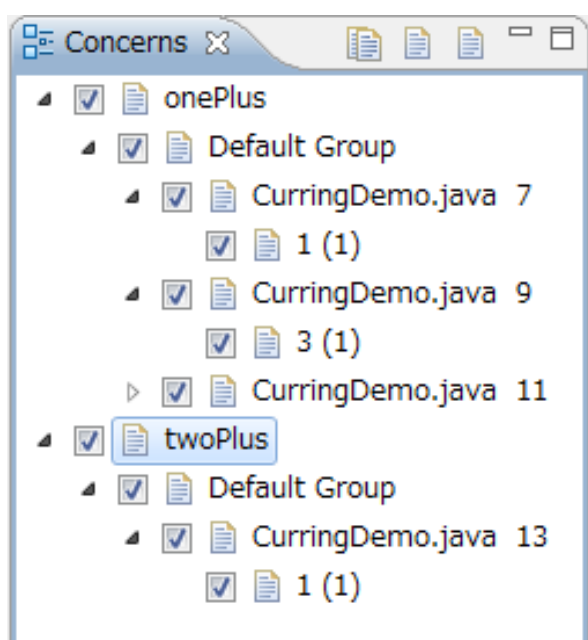 Concerns
onePlus
Default Group
CurringDemo.java 7
1 (1)
CurringDemo.java 9
3 (1)
CurringDemo.java 11
twoPlus
Default Group
CurringDemo.java 13
1 (1)